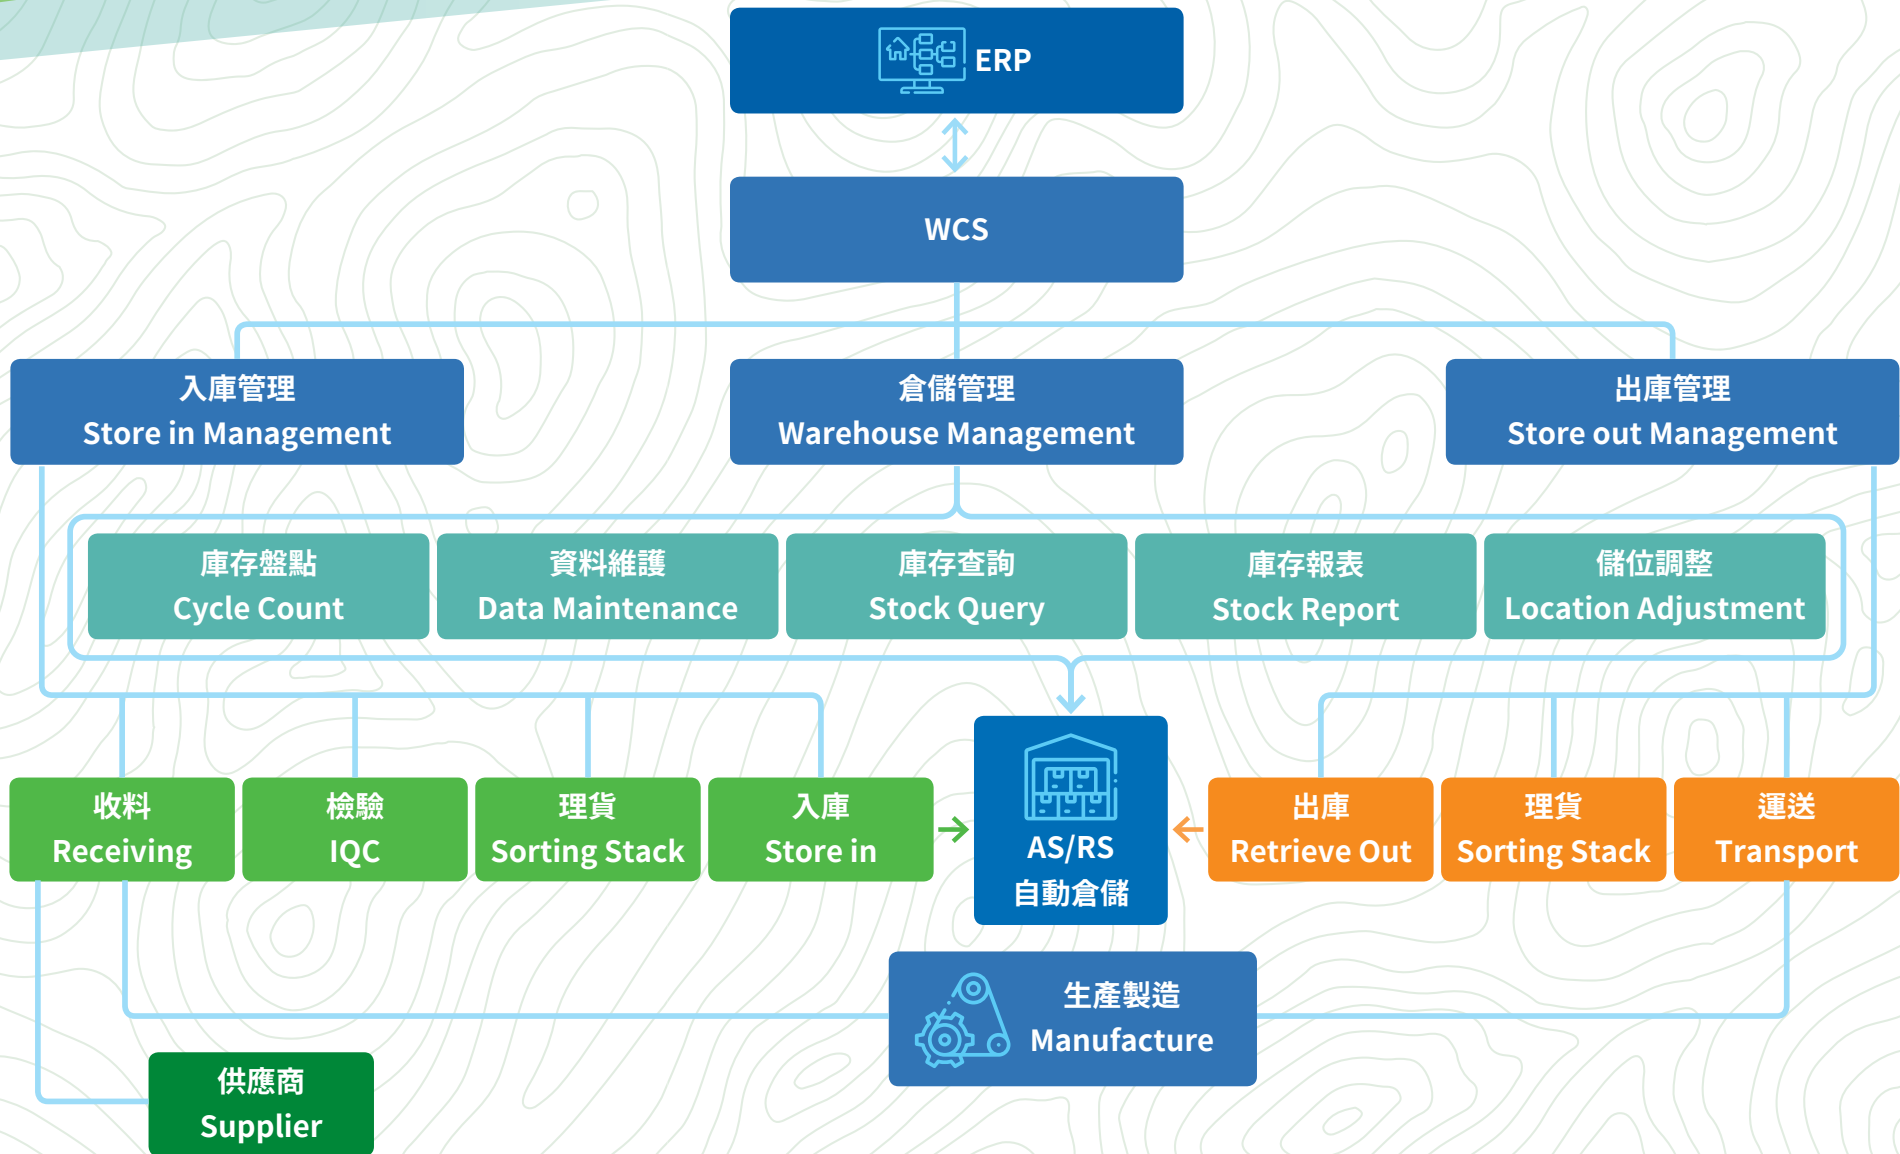 ERP
WCS
入庫管理
Store in Management
倉儲管理
Warehouse Management
出庫管理
Store out Management
庫存盤點
Cycle Count
資料維護
Data Maintenance
庫存查詢
Stock Query
庫存報表
Stock Report
儲位調整
Location Adjustment
收料
Receiving
檢驗
IQC
理貨
Sorting Stack
入庫
Store in
AS/RS
自動倉儲
出庫
Retrieve Out
理貨
Sorting Stack
運送
Transport
生產製造
Manufacture
供應商
Supplier